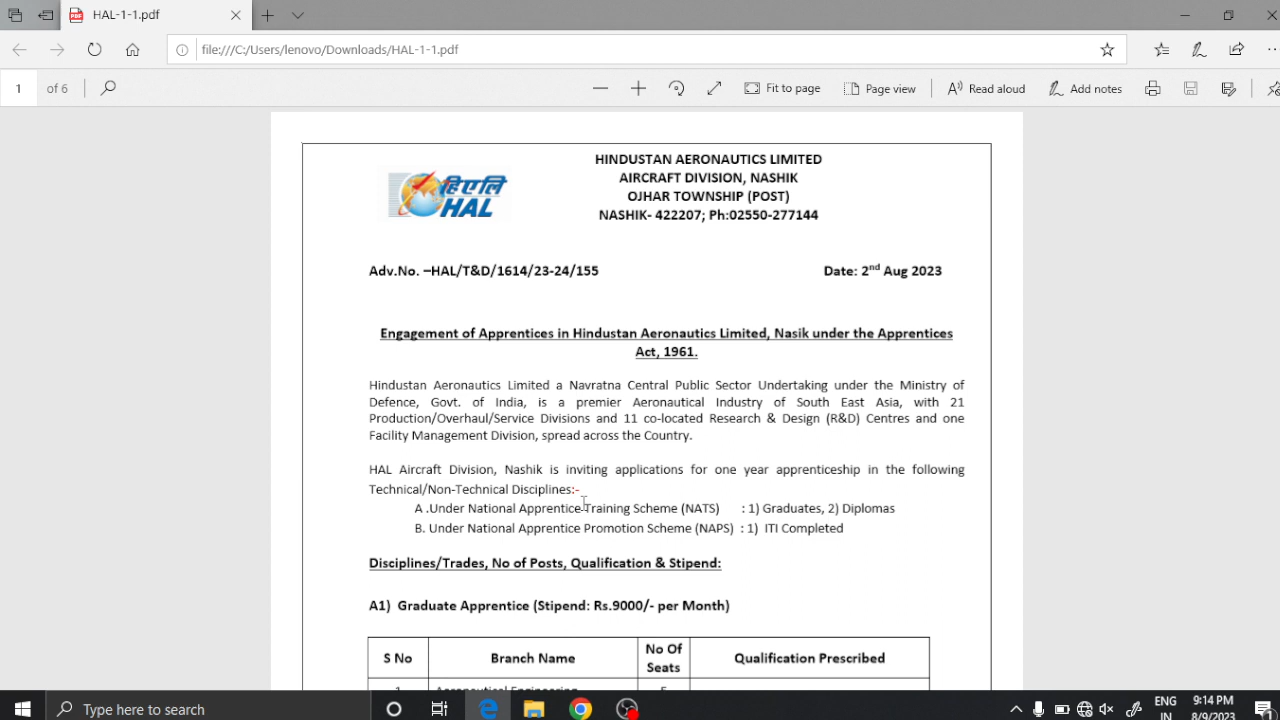 HAL-1-1.pdf
file:///C:/Users/lenovo/Downloads/HAL-1-1.pdf
1 of 6 Fit to page Page view Read aloud Add notes
HINDUSTAN AERONAUTICS LIMITED
AIRCRAFT DIVISION, NASHIK
OJHAR TOWNSHIP (POST)
NASHIK- 422207; Ph:02550-277144
हिएलि
HAL
Adv.No. –HAL/T&D/1614/23-24/155 Date: 2nd Aug 2023
Engagement of Apprentices in Hindustan Aeronautics Limited, Nasik under the Apprentices
Act, 1961.
Hindustan Aeronautics Limited a Navratna Central Public Sector Undertaking under the Ministry of
Defence, Govt. of India, is a premier Aeronautical Industry of South East Asia, with 21
Production/Overhaul/Service Divisions and 11 co-located Research & Design (R&D) Centres and one
Facility Management Division, spread across the Country.
HAL Aircraft Division, Nashik is inviting applications for one year apprenticeship in the following
Technical/Non-Technical Disciplines:-
A .Under National Apprentice Training Scheme (NATS) : 1) Graduates, 2) Diplomas
B. Under National Apprentice Promotion Scheme (NAPS) : 1) ITI Completed
Disciplines/Trades, No of Posts, Qualification & Stipend:
A1) Graduate Apprentice (Stipend: Rs.9000/- per Month)
S No Branch Name No Of Seats Qualification Prescribed
1 Aeronautical Engineering 5
Type here to search
ENG 9:14 PM
IN 8/9/2023